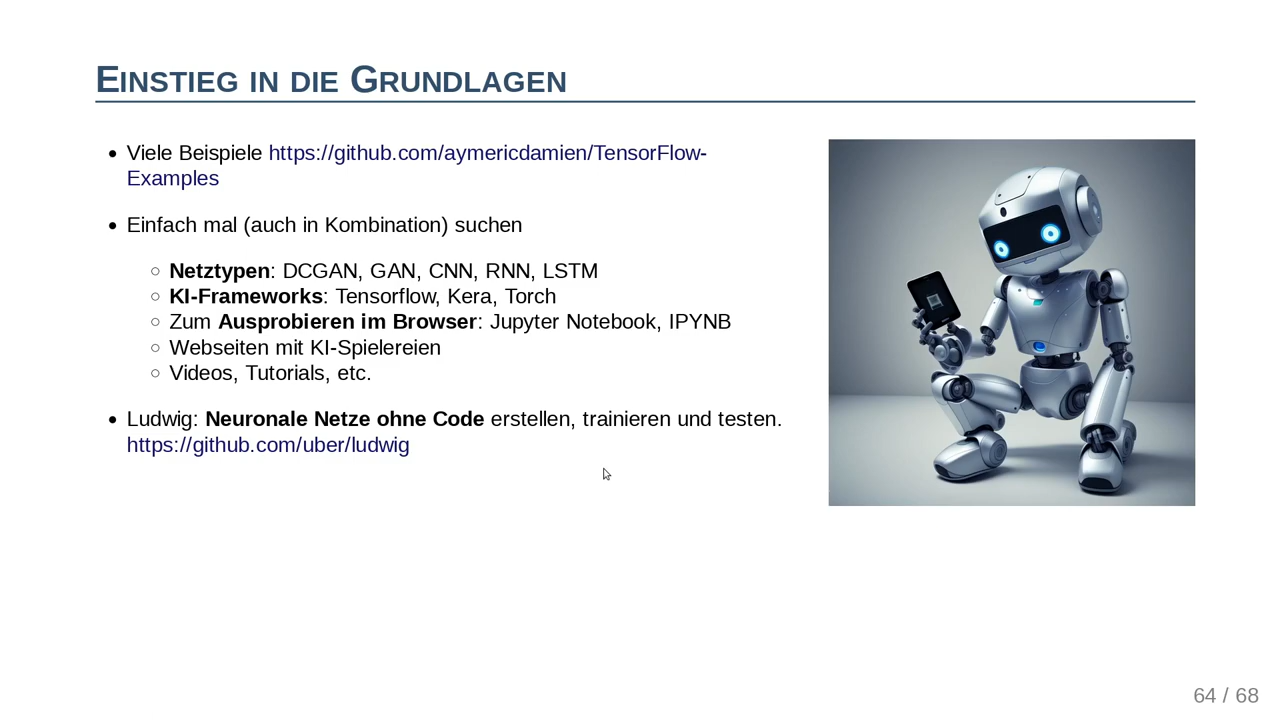 Einstieg in die Grundlagen
• Viele Beispiele https://github.com/aymericdamien/TensorFlow-
Examples
• Einfach mal (auch in Kombination) suchen
○ Netztypen: DCGAN, GAN, CNN, RNN, LSTM
○ KI-Frameworks: Tensorflow, Kera, Torch
○ Zum Ausprobieren im Browser: Jupyter Notebook, IPYNB
○ Webseiten mit KI-Spielereien
○ Videos, Tutorials, etc.
• Ludwig: Neuronale Netze ohne Code erstellen, trainieren und testen.
https://github.com/uber/ludwig
64 / 68